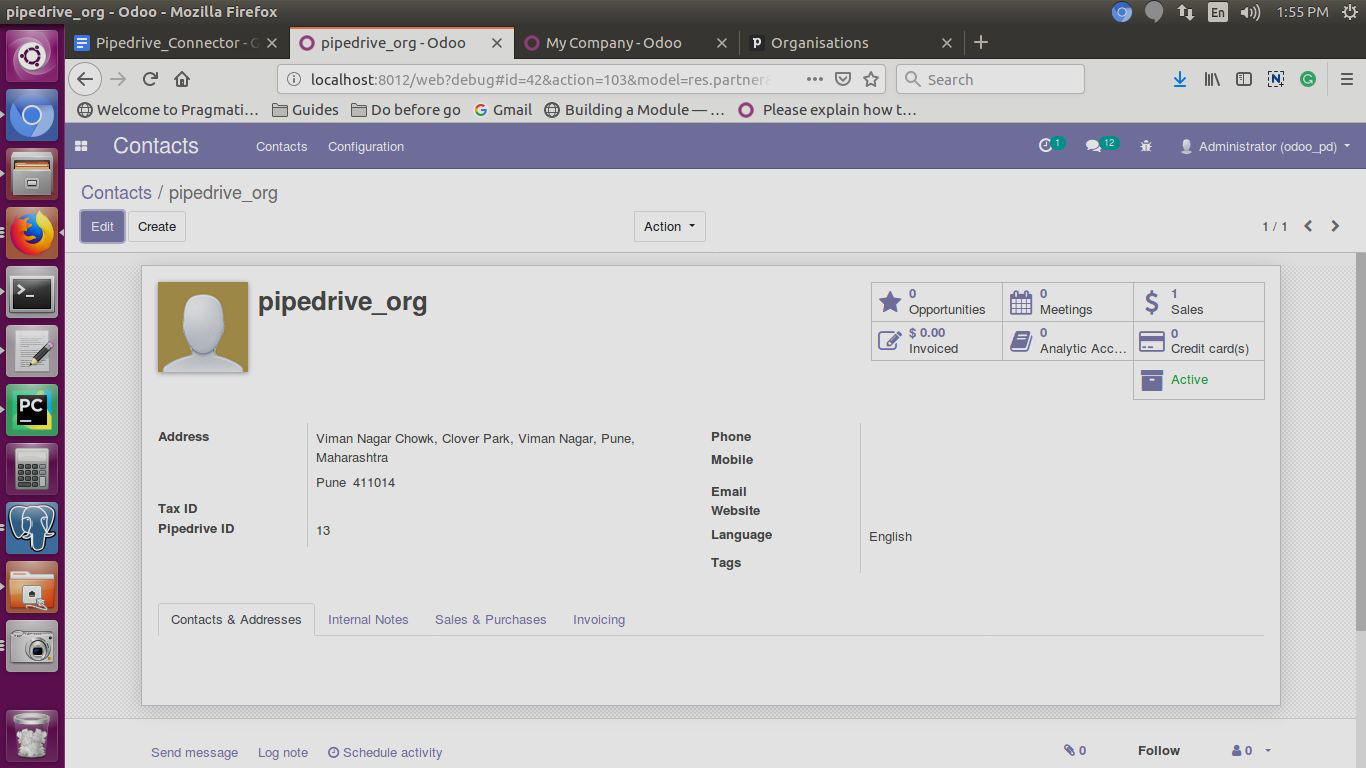 pipedrive_org - Odoo - Mozilla Firefox
En
1:55 PM
Pipedrive_Connector - G
pipedrive_org - Odoo
My Company - Odoo
Organisations
localhost:8012/web?debug#id=42&action=103&model=res.partner&
Search
Welcome to Pragmati…
Guides
Do before go
Gmail
Building a Module — …
Please explain how t…
Contacts
Contacts
Configuration
1
12
Administrator (odoo_pd)
Contacts / pipedrive_org
Edit
Create
Action
1 / 1
pipedrive_org
0
Opportunities
0
Meetings
1
Sales
$ 0.00
Invoiced
0
Analytic Acc...
0
Credit card(s)
Active
Address
Viman Nagar Chowk, Clover Park, Viman Nagar, Pune,
Maharashtra
Pune 411014
Tax ID
Pipedrive ID
13
Phone
Mobile
Email
Website
Language
English
Tags
Contacts & Addresses
Internal Notes
Sales & Purchases
Invoicing
Send message
Log note
Schedule activity
0
Follow
0
PC